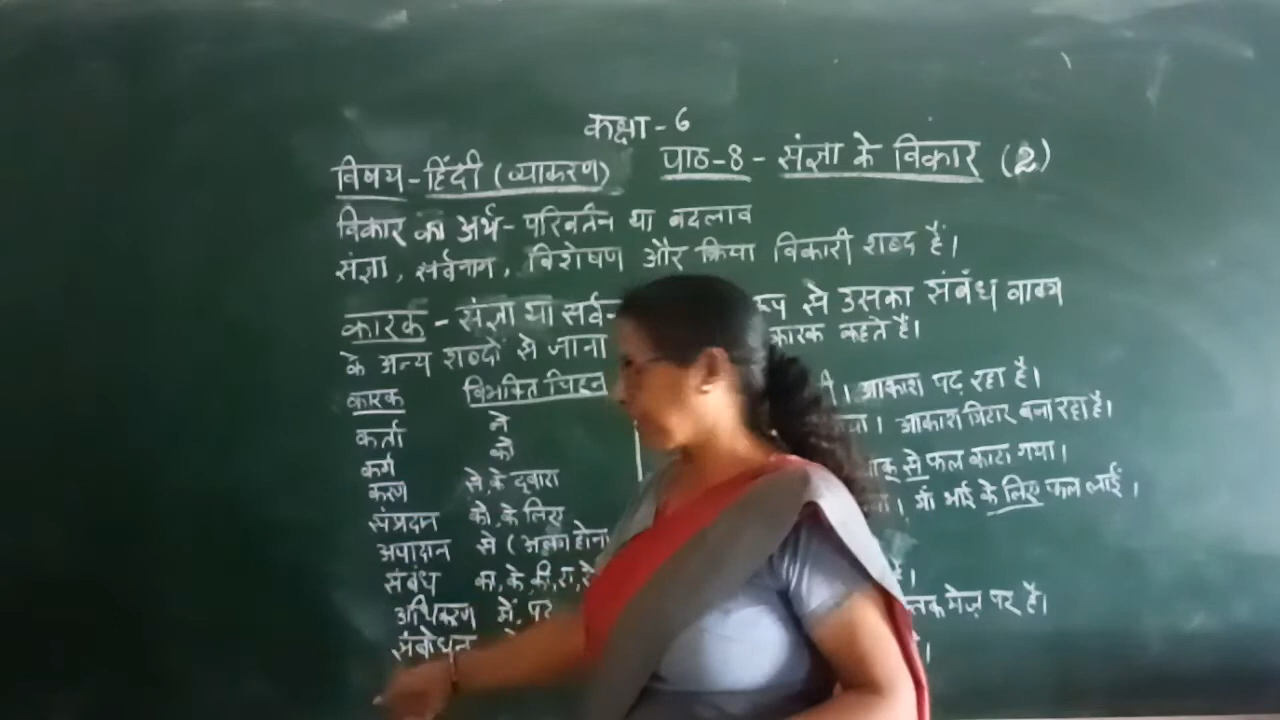 कक्षा-6
विषय-हिंदी (व्याकरण) पाठ-8-संज्ञा के विकार (2)
विकार का अर्थ-परिवर्तन या बदलाव
संज्ञा, सर्वनाम, विशेषण और क्रिया विकारी शब्द हैं।
कारक - संज्ञा या सर्व- रूप से उसका संबंध वाक्य
के अन्य शब्दों से जाना कारक कहते हैं।
कारक विभक्ति चिह्न
कर्ता ने आकाश पढ़ रहा है।
कर्म को आकाश गिटार बजा रहा है।
करण से, के द्वारा से फल काटा गया।
संप्रदान को, के लिए माँ भाई के लिए फल लाईं।
अपादान से (अलग होना
संबंध का, के, की, रा, रे है।
अधिकरण में, पर मेज़ पर है।
संबोधन